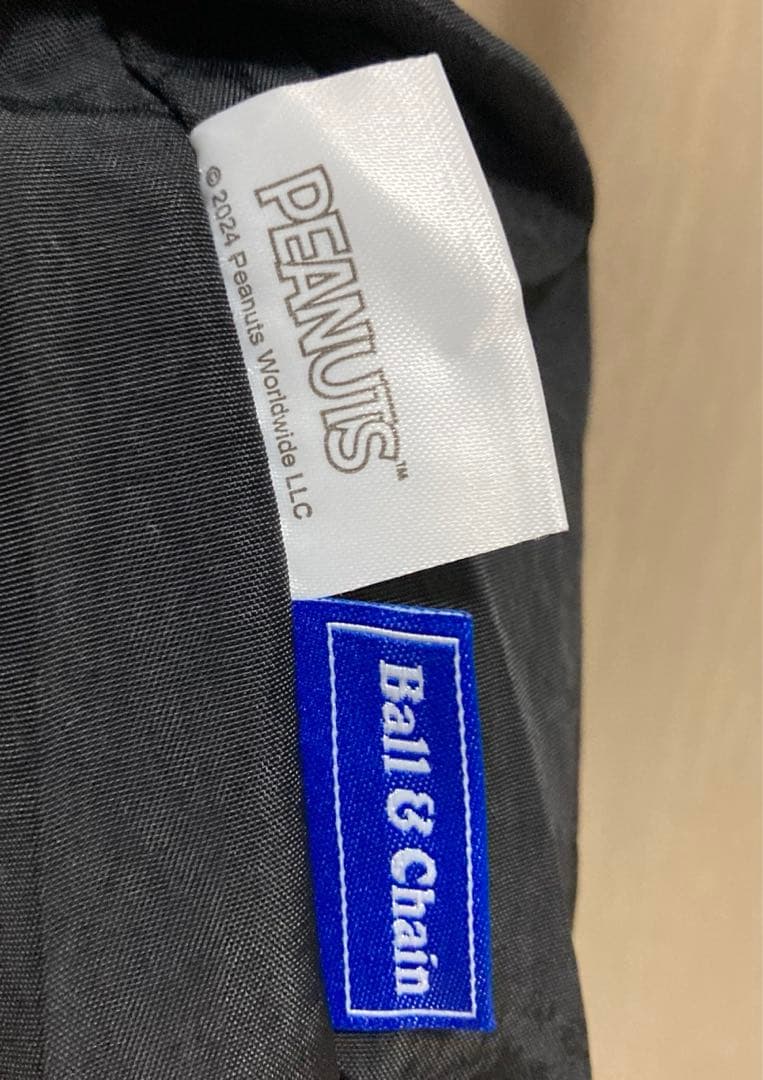 PEANUTS™
© 2024 Peanuts Worldwide LLC
Ball & Chain